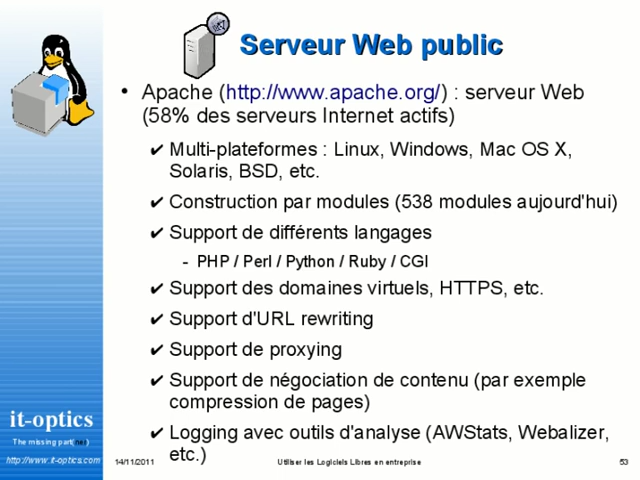 Serveur Web public
• Apache (http://www.apache.org/) : serveur Web
(58% des serveurs Internet actifs)
✔ Multi-plateformes : Linux, Windows, Mac OS X,
Solaris, BSD, etc.
✔ Construction par modules (538 modules aujourd'hui)
✔ Support de différents langages
- PHP / Perl / Python / Ruby / CGI
✔ Support des domaines virtuels, HTTPS, etc.
✔ Support d'URL rewriting
✔ Support de proxying
✔ Support de négociation de contenu (par exemple
compression de pages)
✔ Logging avec outils d'analyse (AWStats, Webalizer,
etc.)
it-optics
The missing part(ner)
http://www.it-optics.com
14/11/2011
Utiliser les Logiciels Libres en entreprise
53